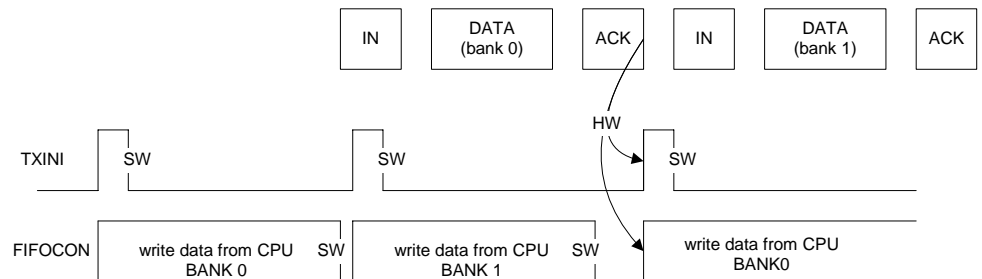 IN
DATA
(bank 0)
ACK
IN
DATA
(bank 1)
ACK
HW
TXINI
SW
SW
SW
FIFOCON
write data from CPU
BANK 0
SW
write data from CPU
BANK 1
SW
write data from CPU
BANK0